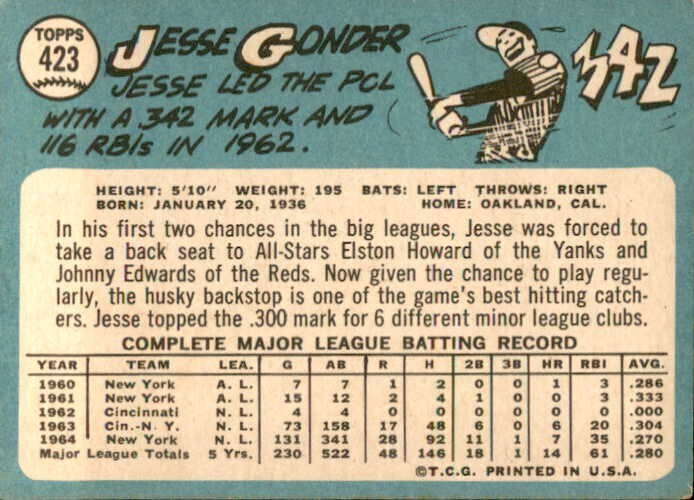 TOPPS
423
JESSE GONDER
JESSE LED THE PCL
WITH A .342 MARK AND
116 RBIs IN 1962.
342
HEIGHT: 5'10" WEIGHT: 195 BATS: LEFT THROWS: RIGHT
BORN: JANUARY 20, 1936 HOME: OAKLAND, CAL.
In his first two chances in the big leagues, Jesse was forced to
take a back seat to All-Stars Elston Howard of the Yanks and
Johnny Edwards of the Reds. Now given the chance to play regu-
larly, the husky backstop is one of the game's best hitting catch-
ers. Jesse topped the .300 mark for 6 different minor league clubs.
COMPLETE MAJOR LEAGUE BATTING RECORD
YEAR TEAM LEA. G AB R H 2B 3B HR RBI AVG.
1960 New York A. L. 7 7 1 2 0 0 1 3 .286
1961 New York A. L. 15 12 2 4 1 0 0 3 .333
1962 Cincinnati N. L. 4 4 0 0 0 0 0 0 .000
1963 Cin.-N. Y. N. L. 73 158 17 48 6 0 6 20 .304
1964 New York N. L. 131 341 28 92 11 1 7 35 .270
Major League Totals 5 Yrs. 230 522 48 146 18 1 14 61 .280
©T.C.G. PRINTED IN U.S.A.